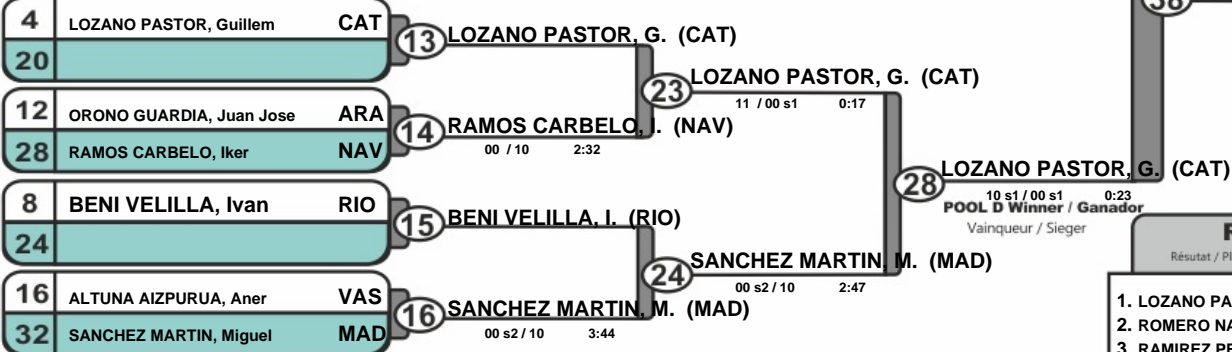 4 LOZANO PASTOR, Guillem CAT
20
13 LOZANO PASTOR, G. (CAT)
12 ORONO GUARDIA, Juan Jose ARA
28 RAMOS CARBELO, Iker NAV
14 RAMOS CARBELO, I. (NAV)
00 / 10 2:32
23 LOZANO PASTOR, G. (CAT)
11 / 00 s1 0:17
8 BENI VELILLA, Ivan RIO
24
15 BENI VELILLA, I. (RIO)
16 ALTUNA AIZPURUA, Aner VAS
32 SANCHEZ MARTIN, Miguel MAD
16 SANCHEZ MARTIN, M. (MAD)
00 s2 / 10 3:44
24 SANCHEZ MARTIN, M. (MAD)
00 s2 / 10 2:47
28 LOZANO PASTOR, G. (CAT)
10 s1 / 00 s1 0:23
POOL D Winner / Ganador
Vainqueur / Sieger
38
Résutat / Pl
1. LOZANO PA
2. ROMERO NA
3. RAMIREZ PE